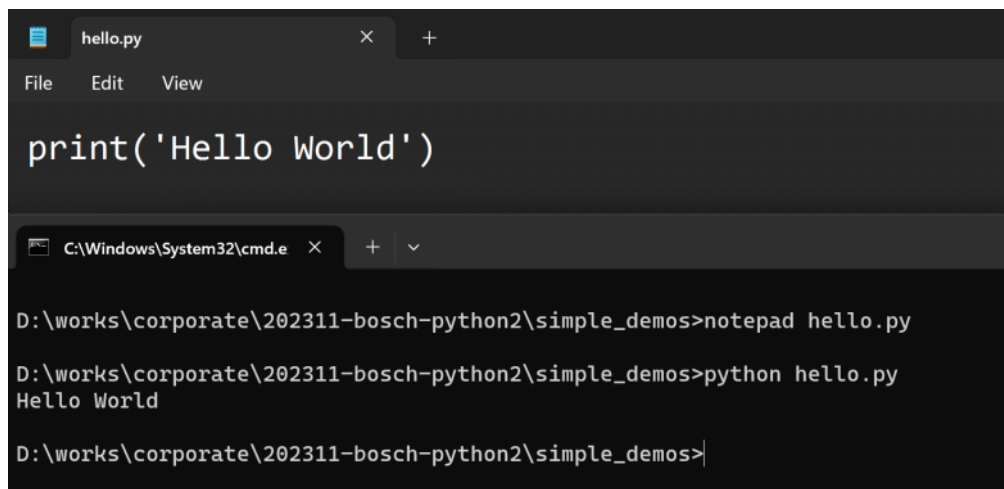 hello.py
File Edit View
print('Hello World')
C:\Windows\System32\cmd.e
D:\works\corporate\202311-bosch-python2\simple_demos>notepad hello.py
D:\works\corporate\202311-bosch-python2\simple_demos>python hello.py
Hello World
D:\works\corporate\202311-bosch-python2\simple_demos>